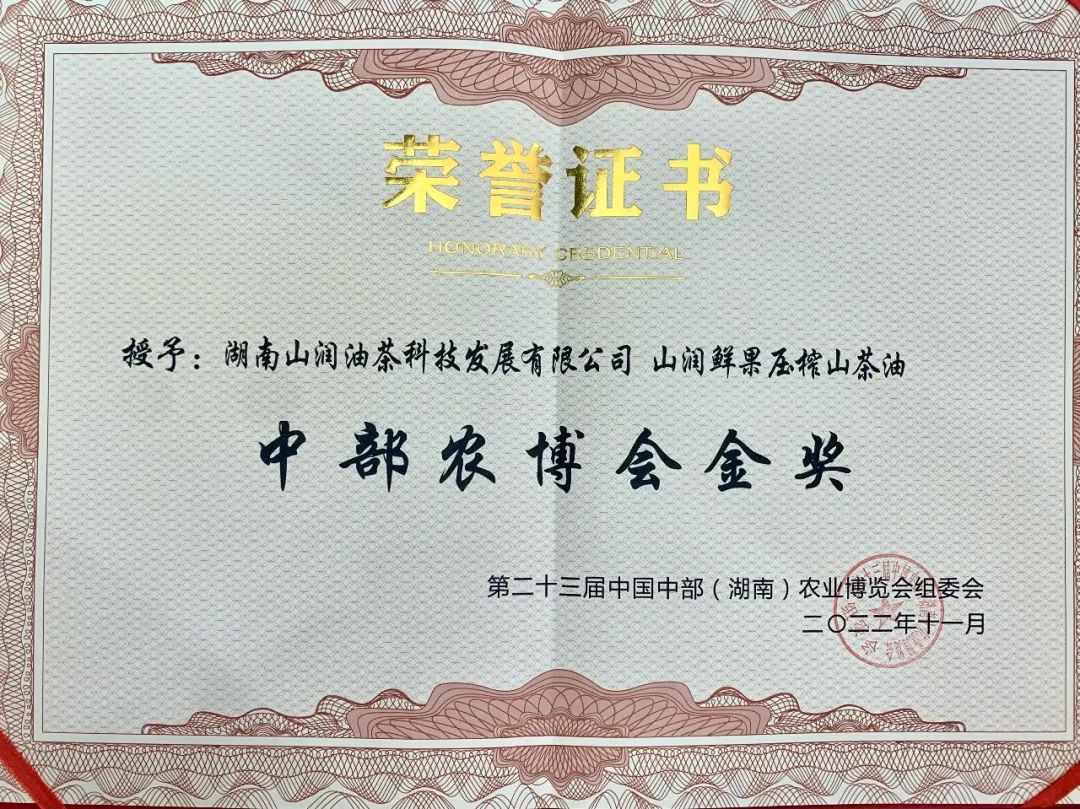 荣誉证书
HONORARY CREDENTIAL
授予：湖南山润油茶科技发展有限公司 山润鲜果压榨山茶油
中部农博会金奖
第二十三届中国中部（湖南）农业博览会组委会
二〇二二年十一月